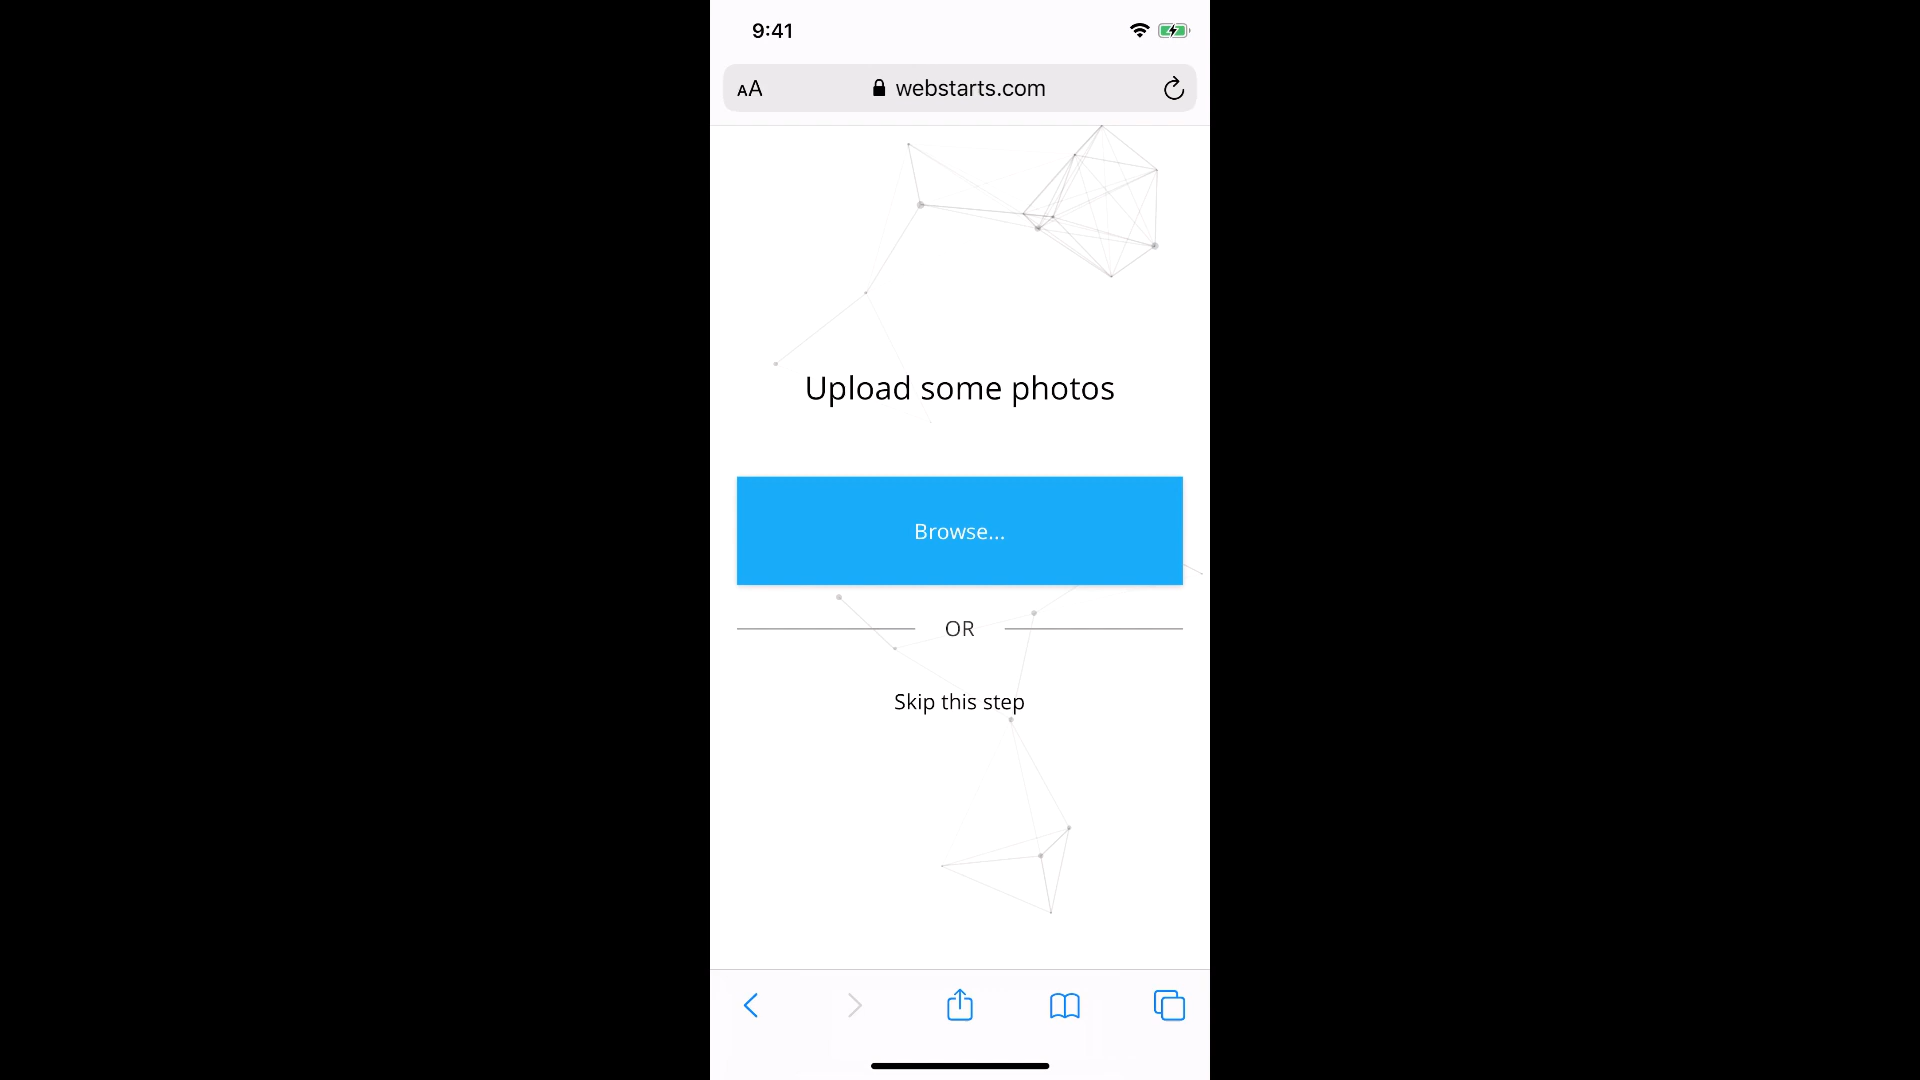 9:41
AA webstarts.com
Upload some photos
Browse...
OR
Skip this step